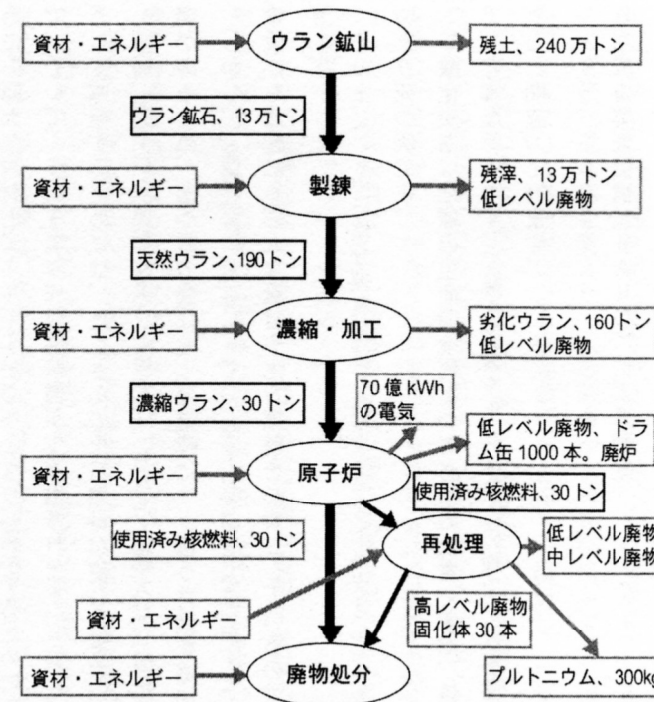 資材・エネルギー
ウラン鉱山
残土、240万トン
ウラン鉱石、13万トン
資材・エネルギー
製錬
残滓、13万トン
低レベル廃物
天然ウラン、190トン
資材・エネルギー
濃縮・加工
劣化ウラン、160トン
低レベル廃物
濃縮ウラン、30トン
70億kWh
の電気
低レベル廃物、ドラ
ム缶1000本。廃炉
資材・エネルギー
原子炉
使用済み核燃料、30トン
使用済み核燃料、30トン
再処理
低レベル廃物
中レベル廃物
資材・エネルギー
高レベル廃物
固化体30本
資材・エネルギー
廃物処分
プルトニウム、300kg